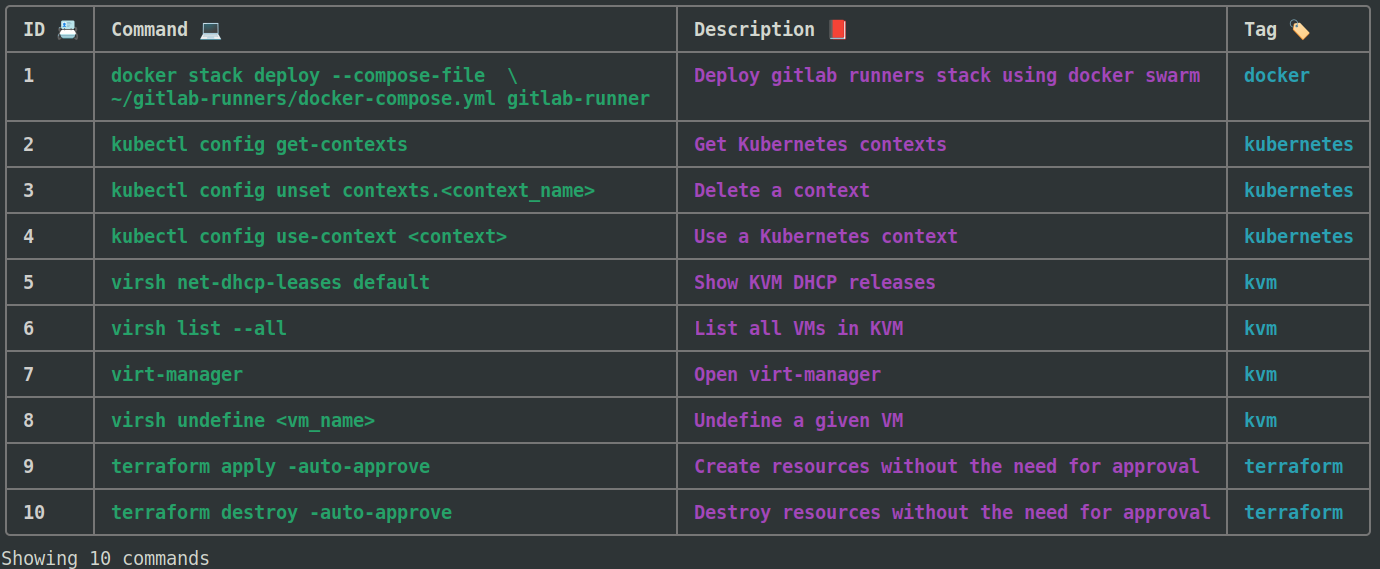 ID 📇 Command 💻 Description 📕 Tag 🏷️
1 docker stack deploy --compose-file  \ Deploy gitlab runners stack using docker swarm docker
~/gitlab-runners/docker-compose.yml gitlab-runner
2 kubectl config get-contexts Get Kubernetes contexts kubernetes
3 kubectl config unset contexts.<context_name> Delete a context kubernetes
4 kubectl config use-context <context> Use a Kubernetes context kubernetes
5 virsh net-dhcp-leases default Show KVM DHCP releases kvm
6 virsh list --all List all VMs in KVM kvm
7 virt-manager Open virt-manager kvm
8 virsh undefine <vm_name> Undefine a given VM kvm
9 terraform apply -auto-approve Create resources without the need for approval terraform
10 terraform destroy -auto-approve Destroy resources without the need for approval terraform
Showing 10 commands